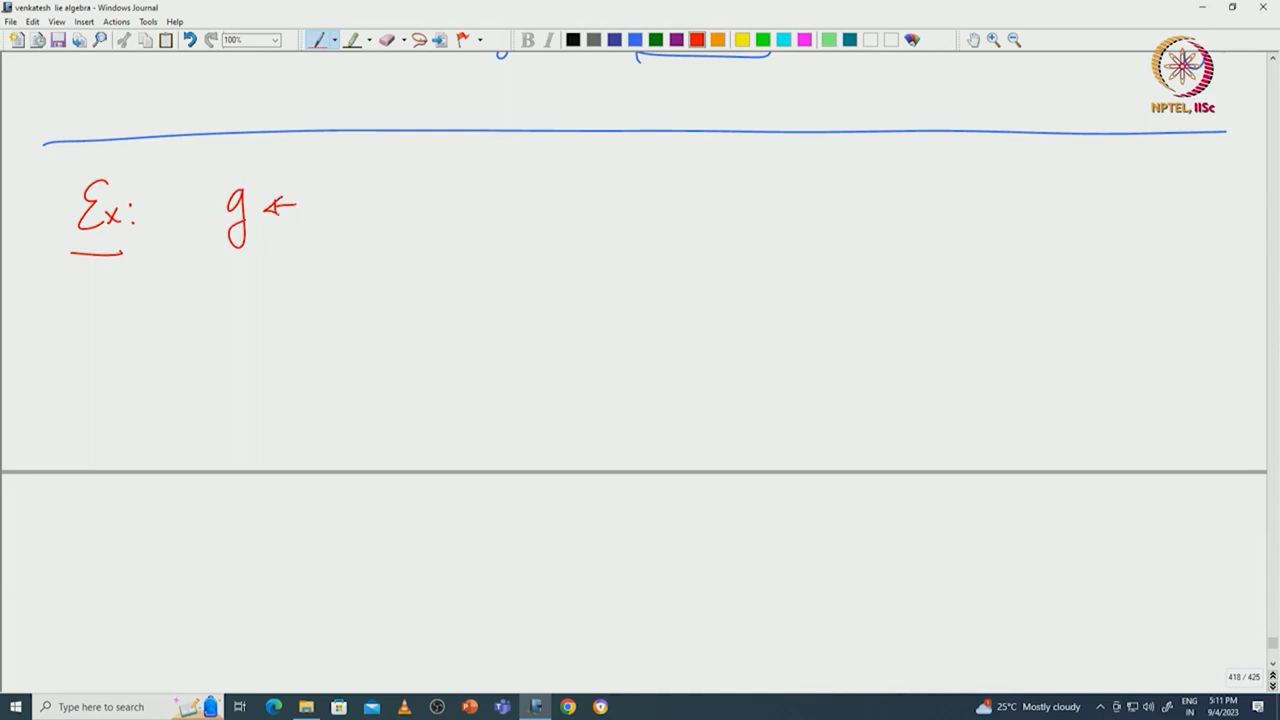 venkatesh lie algebra - Windows Journal
File Edit View Insert Actions Tools Help
100%
B I
NPTEL, IISc
Ex: g ←
418 / 425
Type here to search
25°C Mostly cloudy
ENG
IN
5:11 PM
9/4/2023